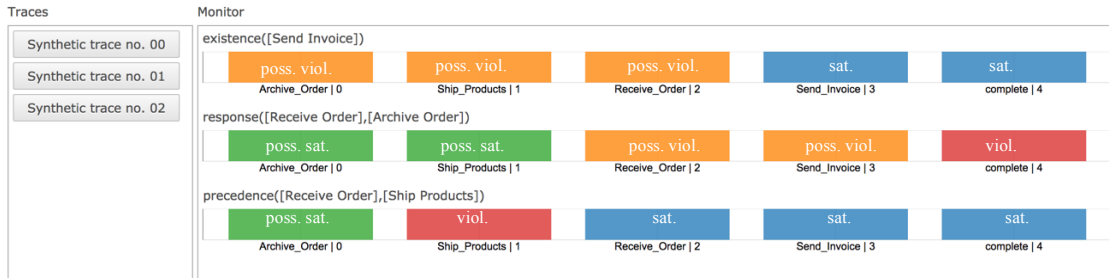 Traces
Monitor
Synthetic trace no. 00
Synthetic trace no. 01
Synthetic trace no. 02
existence([Send Invoice])
poss. viol. poss. viol. poss. viol. sat. sat.
Archive_Order | 0 Ship_Products | 1 Receive_Order | 2 Send_Invoice | 3 complete | 4
response([Receive Order],[Archive Order])
poss. sat. poss. sat. poss. viol. poss. viol. viol.
Archive_Order | 0 Ship_Products | 1 Receive_Order | 2 Send_Invoice | 3 complete | 4
precedence([Receive Order],[Ship Products])
poss. sat. viol. sat. sat. sat.
Archive_Order | 0 Ship_Products | 1 Receive_Order | 2 Send_Invoice | 3 complete | 4